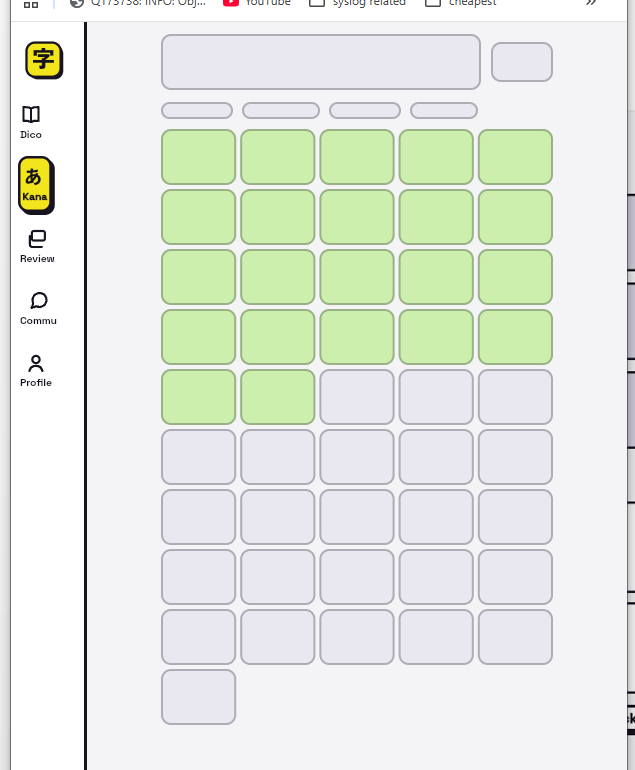 Q173738: INFO: Obj...
YouTube
syslog related
cheapest
»
字
Dico
あ
Kana
Review
Commu
Profile